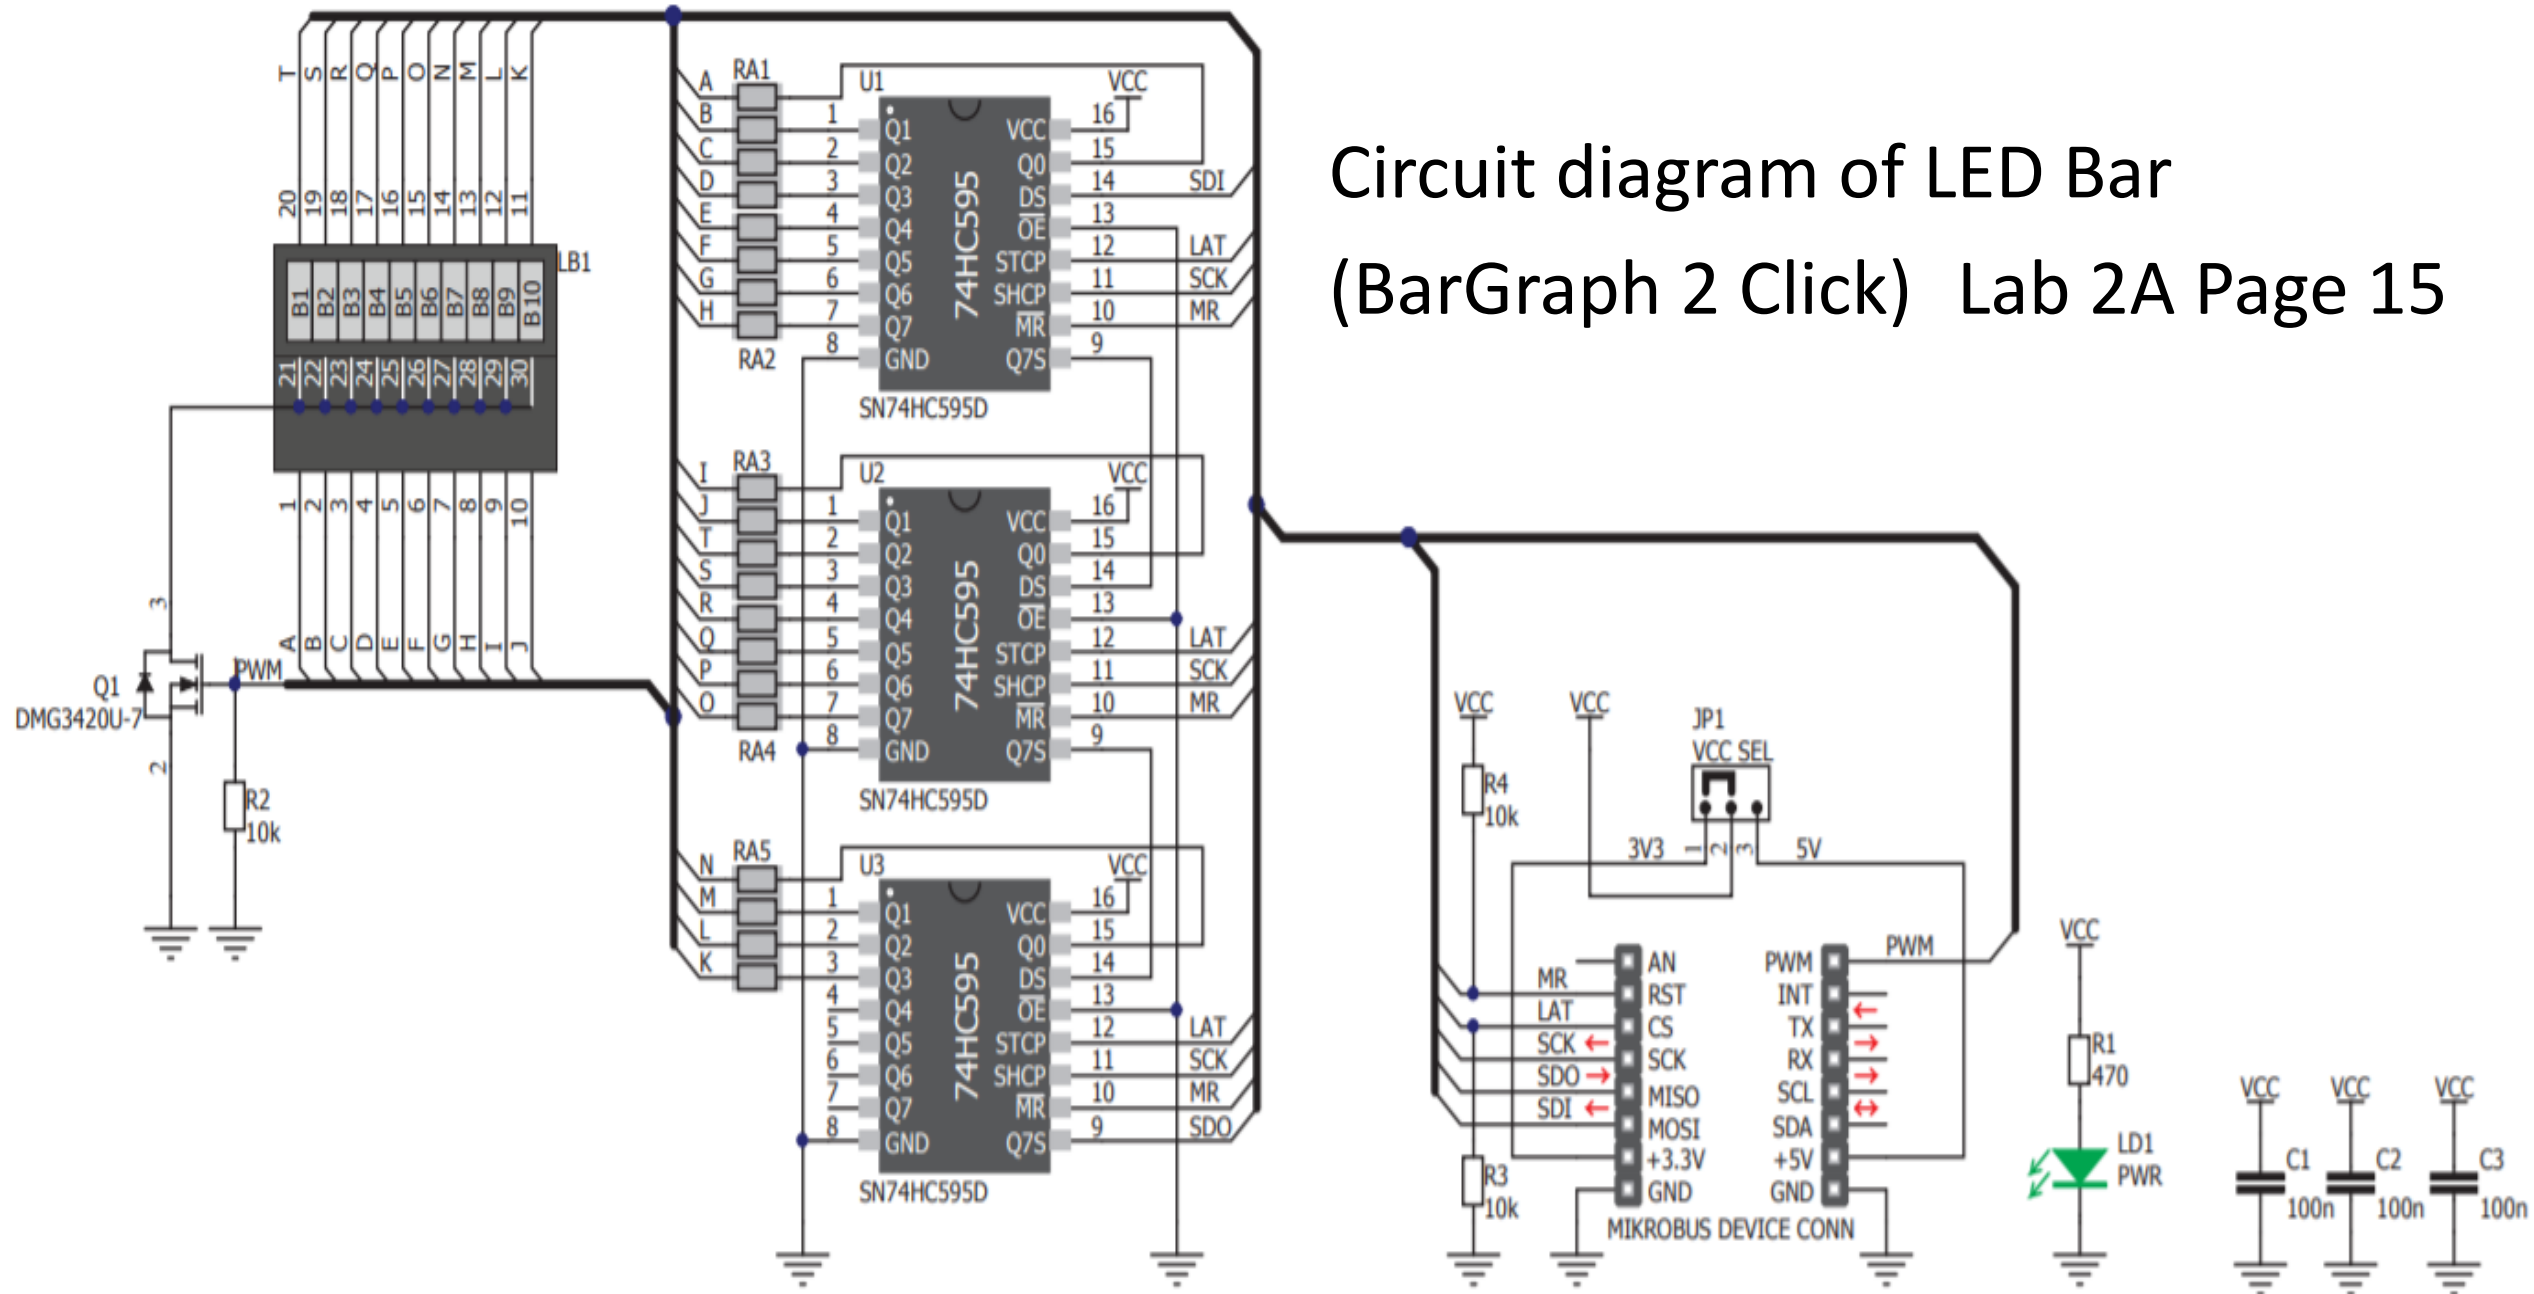 Circuit diagram of LED Bar
(BarGraph 2 Click) Lab 2A Page 15
T S R Q P O N M L K
20 19 18 17 16 15 14 13 12 11
LB1
B1 B2 B3 B4 B5 B6 B7 B8 B9 B10
21 22 23 24 25 26 27 28 29 30
1 2 3 4 5 6 7 8 9 10
A B C D E F G H I J
3
PWM
Q1
DMG3420U-7
2
R2
10k
RA1 U1 VCC
A
B 1 Q1 VCC 16
C 2 Q2 Q0 15
D 3 Q3 DS 14 SDI
E 4 Q4 OE 13
F 5 Q5 STCP 12 LAT
G 6 Q6 SHCP 11 SCK
H 7 Q7 MR 10 MR
RA2 8 GND Q7S 9
74HC595
SN74HC595D
RA3 U2 VCC
I
J 1 Q1 VCC 16
T 2 Q2 Q0 15
S 3 Q3 DS 14
R 4 Q4 OE 13
Q 5 Q5 STCP 12 LAT
P 6 Q6 SHCP 11 SCK
O 7 Q7 MR 10 MR
RA4 8 GND Q7S 9
74HC595
SN74HC595D
RA5 U3 VCC
N
M 1 Q1 VCC 16
L 2 Q2 Q0 15
K 3 Q3 DS 14
4 Q4 OE 13
5 Q5 STCP 12 LAT
6 Q6 SHCP 11 SCK
7 Q7 MR 10 MR
8 GND Q7S 9 SDO
74HC595
SN74HC595D
VCC
R4
10k
VCC
JP1
VCC SEL
3V3 1 2 3 5V
AN PWM PWM
MR RST INT
LAT CS TX
SCK SCK RX
SDO MISO SCL
SDI MOSI SDA
+3.3V +5V
GND GND
MIKROBUS DEVICE CONN
R3
10k
VCC
R1
470
LD1
PWR
VCC VCC VCC
C1 C2 C3
100n 100n 100n